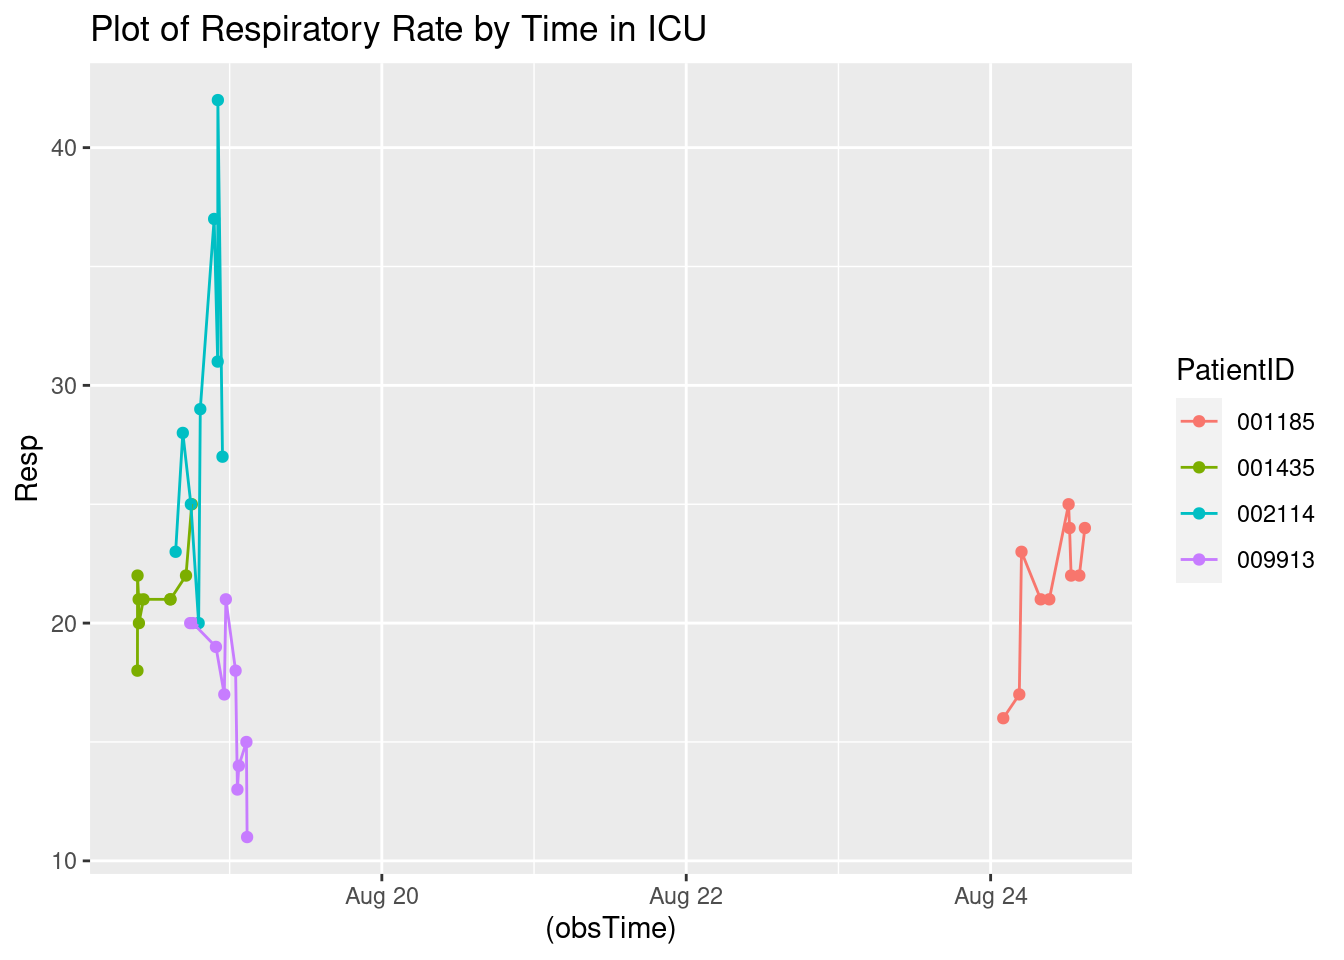 Plot of Respiratory Rate by Time in ICU
40
30
20
10
Resp
Aug 20 Aug 22 Aug 24
(obsTime)
PatientID
001185
001435
002114
009913